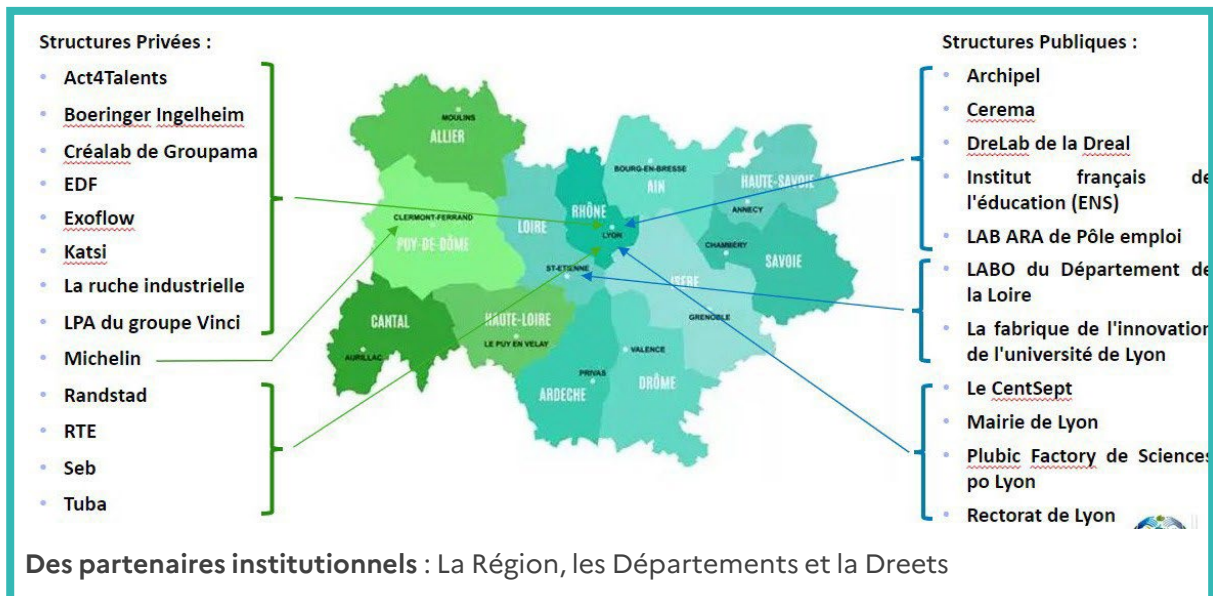 Structures Privées :
Act4Talents
Boeringer Ingelheim
Créalab de Groupama
EDF
Exoflow
Katsi
La ruche industrielle
LPA du groupe Vinci
Michelin
Randstad
RTE
Seb
Tuba
MOULINS
ALLIER
BOURG-EN-BRESSE
AIN
HAUTE-SAVOIE
ANNECY
CLERMONT-FERRAND
PUY-DE-DÔME
LOIRE
RHÔNE
LYON
CHAMBÉRY
SAVOIE
ST-ETIENNE
ISÈRE
GRENOBLE
CANTAL
AURILLAC
HAUTE-LOIRE
LE PUY EN VELAY
VALENCE
PRIVAS
ARDECHE
DRÔME
Structures Publiques :
Archipel
Cerema
DreLab de la Dreal
Institut français de
l'éducation (ENS)
LAB ARA de Pôle emploi
LABO du Département de
la Loire
La fabrique de l'innovation
de l'université de Lyon
Le CentSept
Mairie de Lyon
Plubic Factory de Sciences
po Lyon
Rectorat de Lyon
Des partenaires institutionnels : La Région, les Départements et la Dreets